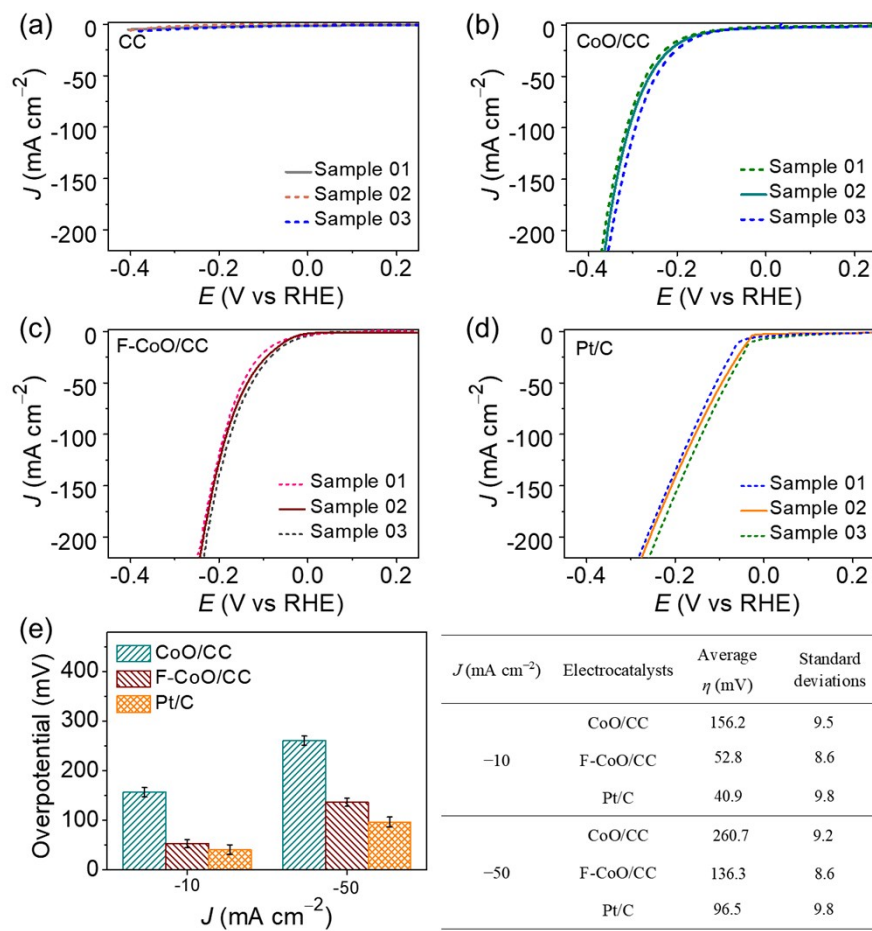 (a)
CC
0
-50
-100
-150
-200
J (mA cm−2)
Sample 01
Sample 02
Sample 03
-0.4 -0.2 0.0 0.2
E (V vs RHE)
(b)
CoO/CC
0
-50
-100
-150
-200
J (mA cm−2)
Sample 01
Sample 02
Sample 03
-0.4 -0.2 0.0 0.2
E (V vs RHE)
(c)
F-CoO/CC
0
-50
-100
-150
-200
J (mA cm−2)
Sample 01
Sample 02
Sample 03
-0.4 -0.2 0.0 0.2
E (V vs RHE)
(d)
Pt/C
0
-50
-100
-150
-200
J (mA cm−2)
Sample 01
Sample 02
Sample 03
-0.4 -0.2 0.0 0.2
E (V vs RHE)
(e)
CoO/CC
F-CoO/CC
Pt/C
400
300
200
100
0
Overpotential (mV)
-10 -50
J (mA cm−2)
J (mA cm−2) Electrocatalysts Average η (mV) Standard deviations
CoO/CC 156.2 9.5
−10 F-CoO/CC 52.8 8.6
Pt/C 40.9 9.8
CoO/CC 260.7 9.2
−50 F-CoO/CC 136.3 8.6
Pt/C 96.5 9.8